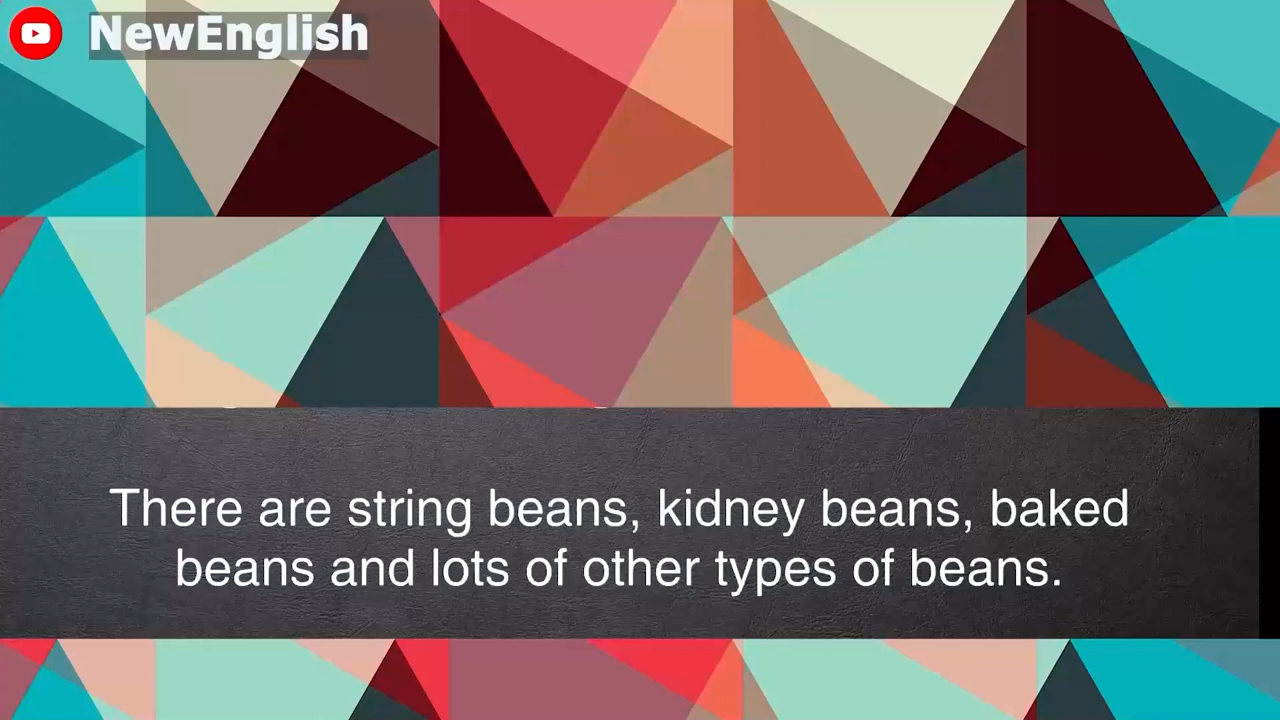 NewEnglish
There are string beans, kidney beans, baked
beans and lots of other types of beans.